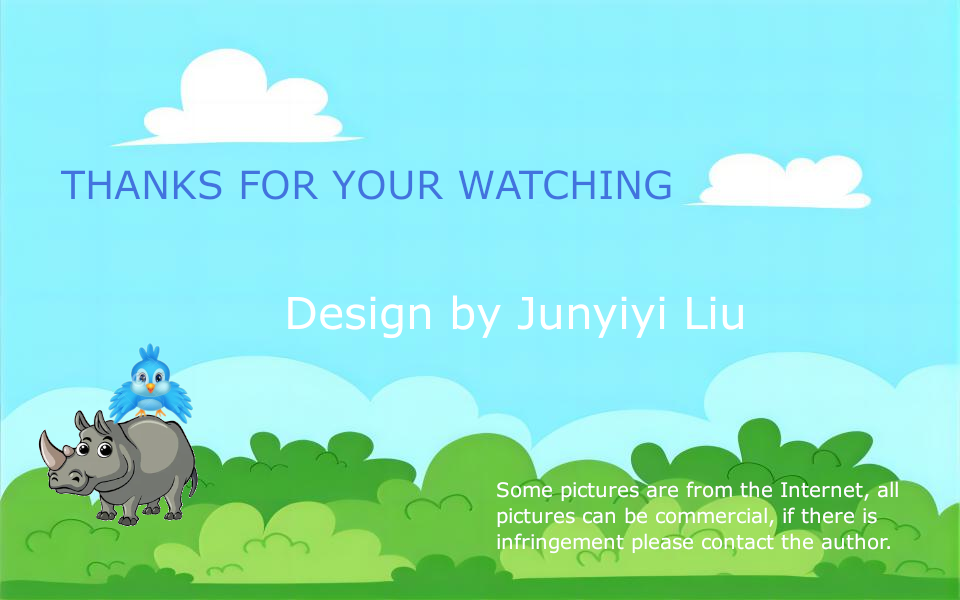 THANKS FOR YOUR WATCHING
Design by Junyiyi Liu
Some pictures are from the Internet, all
pictures can be commercial, if there is
infringement please contact the author.